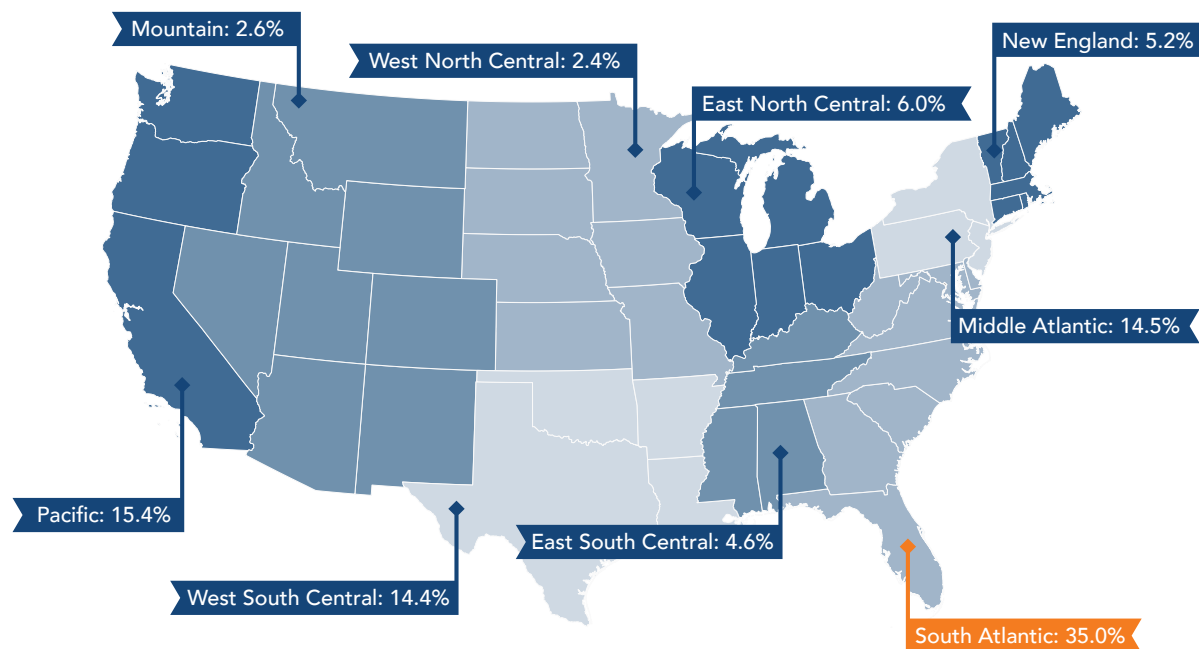 Mountain: 2.6%
New England: 5.2%
West North Central: 2.4%
East North Central: 6.0%
Middle Atlantic: 14.5%
Pacific: 15.4%
East South Central: 4.6%
West South Central: 14.4%
South Atlantic: 35.0%